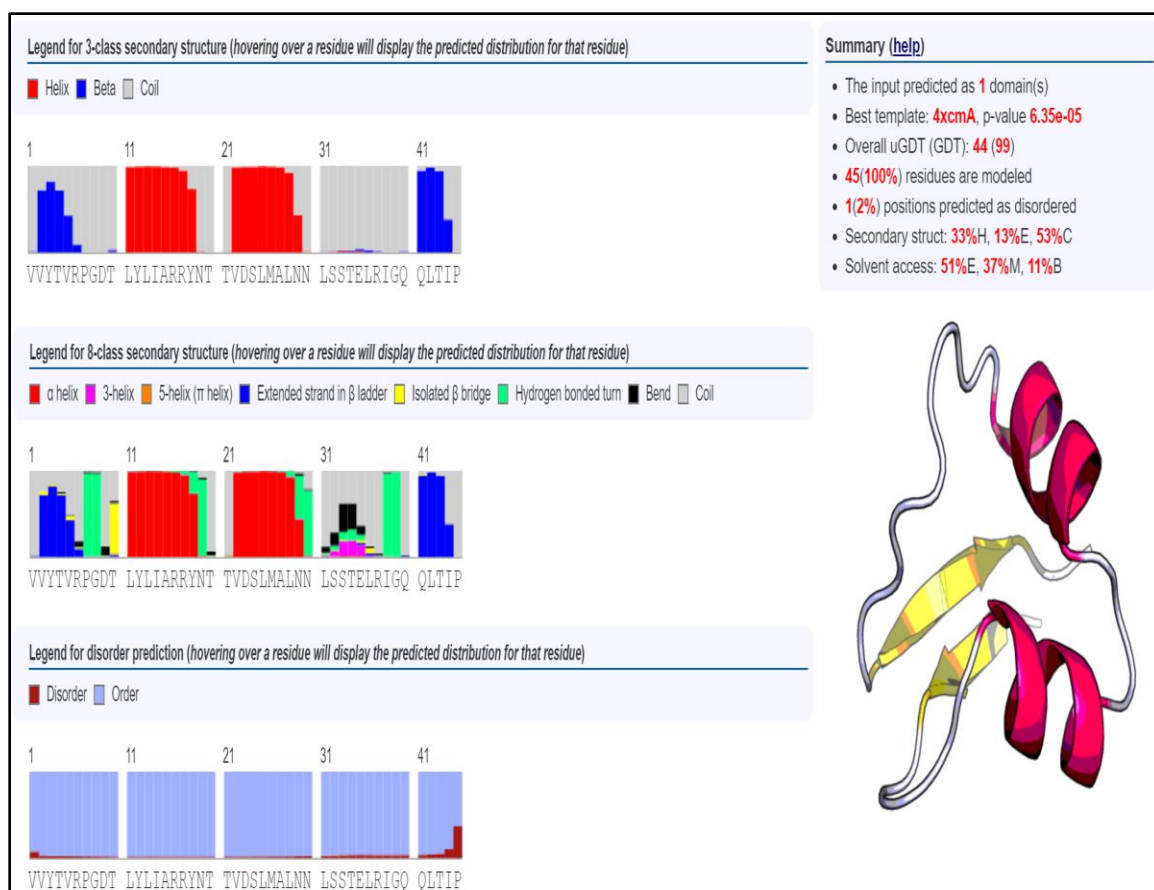 Legend for 3-class secondary structure (hovering over a residue will display the predicted distribution for that residue)
Helix Beta Coil
1 11 21 31 41
VVYTVRPGDT LYLIARRYNT TVDSLMALNN LSSTELRIGQ QLTIP
Legend for 8-class secondary structure (hovering over a residue will display the predicted distribution for that residue)
α helix 3-helix 5-helix (π helix) Extended strand in β ladder Isolated β bridge Hydrogen bonded turn Bend Coil
1 11 21 31 41
VVYTVRPGDT LYLIARRYNT TVDSLMALNN LSSTELRIGQ QLTIP
Legend for disorder prediction (hovering over a residue will display the predicted distribution for that residue)
Disorder Order
1 11 21 31 41
VVYTVRPGDT LYLIARRYNT TVDSLMALNN LSSTELRIGQ QLTIP
Summary (help)
• The input predicted as 1 domain(s)
• Best template: 4xcmA, p-value 6.35e-05
• Overall uGDT (GDT): 44 (99)
• 45(100%) residues are modeled
• 1(2%) positions predicted as disordered
• Secondary struct: 33%H, 13%E, 53%C
• Solvent access: 51%E, 37%M, 11%B